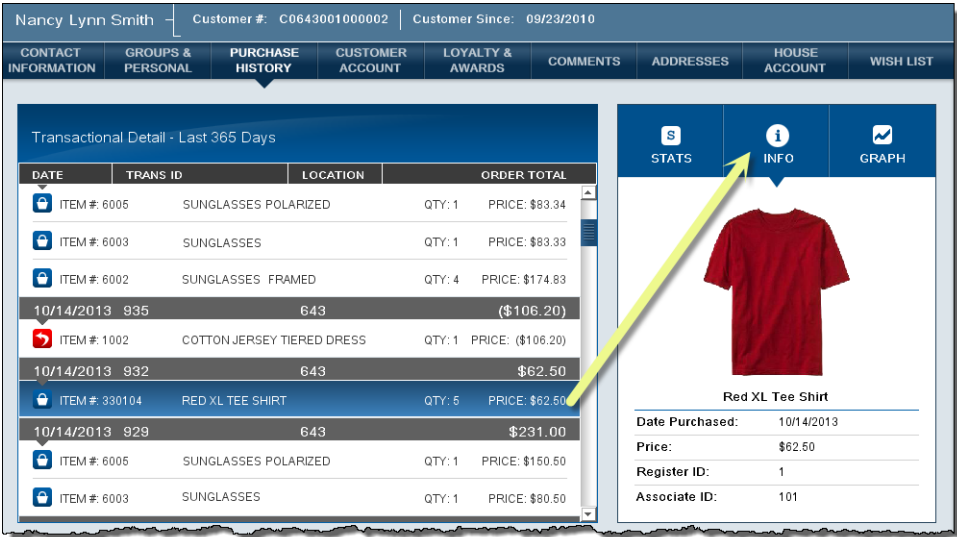 Nancy Lynn Smith - Customer #: C0643001000002 Customer Since: 09/23/2010
CONTACT INFORMATION
GROUPS & PERSONAL
PURCHASE HISTORY
CUSTOMER ACCOUNT
LOYALTY & AWARDS
COMMENTS
ADDRESSES
HOUSE ACCOUNT
WISH LIST
Transactional Detail - Last 365 Days
DATE TRANS ID LOCATION ORDER TOTAL
ITEM #: 6005 SUNGLASSES POLARIZED QTY: 1 PRICE: $83.34
ITEM #: 6003 SUNGLASSES QTY: 1 PRICE: $83.33
ITEM #: 6002 SUNGLASSES FRAMED QTY: 4 PRICE: $174.83
10/14/2013 935 643 ($106.20)
ITEM #: 1002 COTTON JERSEY TIERED DRESS QTY: 1 PRICE: ($106.20)
10/14/2013 932 643 $62.50
ITEM #: 330104 RED XL TEE SHIRT QTY: 5 PRICE: $62.50
10/14/2013 929 643 $231.00
ITEM #: 6005 SUNGLASSES POLARIZED QTY: 1 PRICE: $150.50
ITEM #: 6003 SUNGLASSES QTY: 1 PRICE: $80.50
S
STATS
i
INFO
GRAPH
Red XL Tee Shirt
Date Purchased: 10/14/2013
Price: $62.50
Register ID: 1
Associate ID: 101